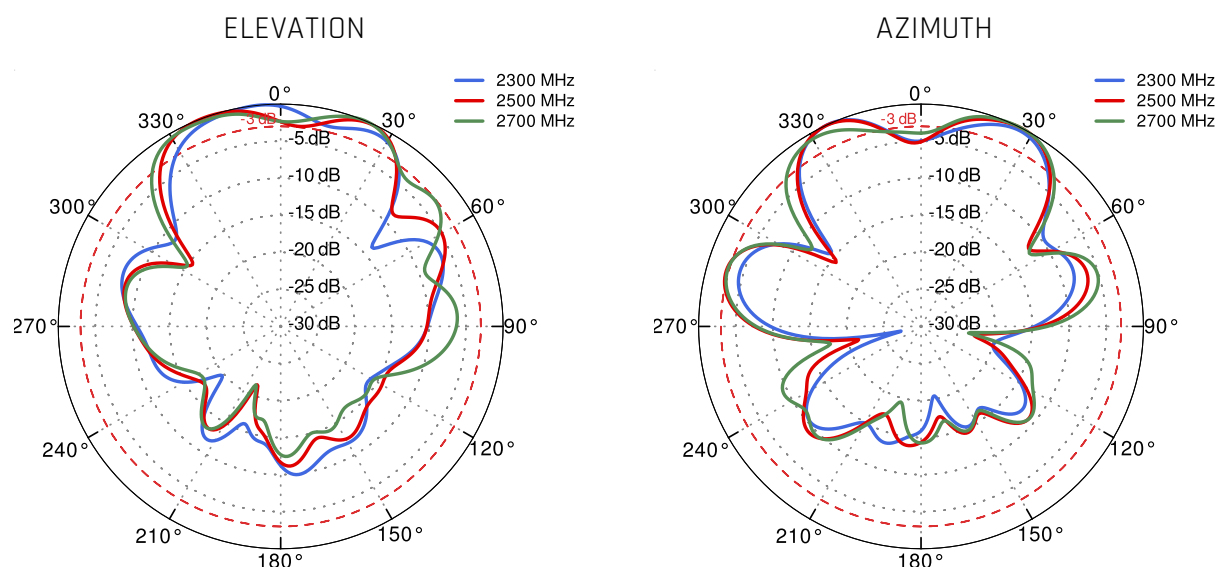 ELEVATION
2300 MHz
2500 MHz
2700 MHz
0°
30°
60°
90°
120°
150°
180°
210°
240°
270°
300°
330°
-3 dB
-5 dB
-10 dB
-15 dB
-20 dB
-25 dB
-30 dB
AZIMUTH
2300 MHz
2500 MHz
2700 MHz
0°
30°
60°
90°
120°
150°
180°
210°
240°
270°
300°
330°
-3 dB
-5 dB
-10 dB
-15 dB
-20 dB
-25 dB
-30 dB